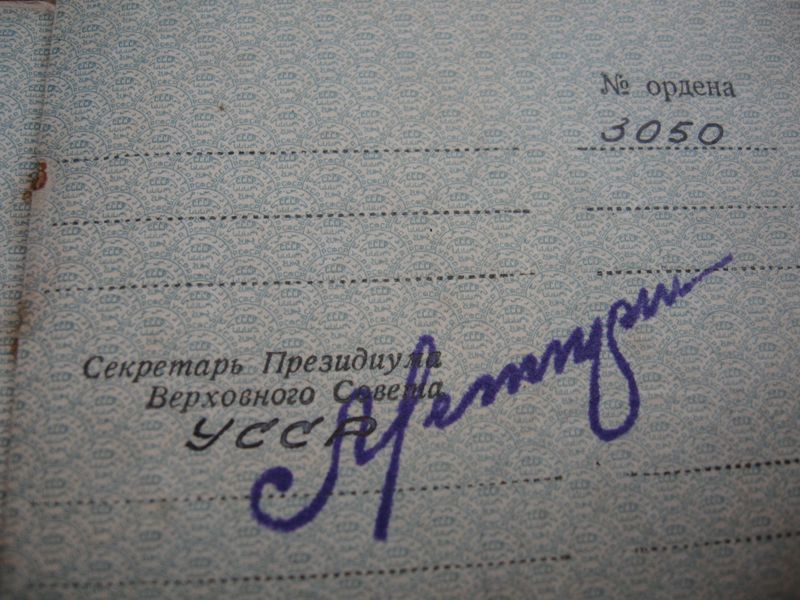 № ордена
3050
Секретарь Президиума
Верховного Совета
УССР